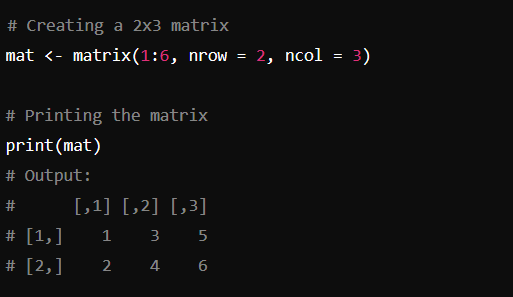 # Creating a 2x3 matrix
mat <- matrix(1:6, nrow = 2, ncol = 3)
# Printing the matrix
print(mat)
# Output:
#      [,1] [,2] [,3]
# [1,]    1    3    5
# [2,]    2    4    6